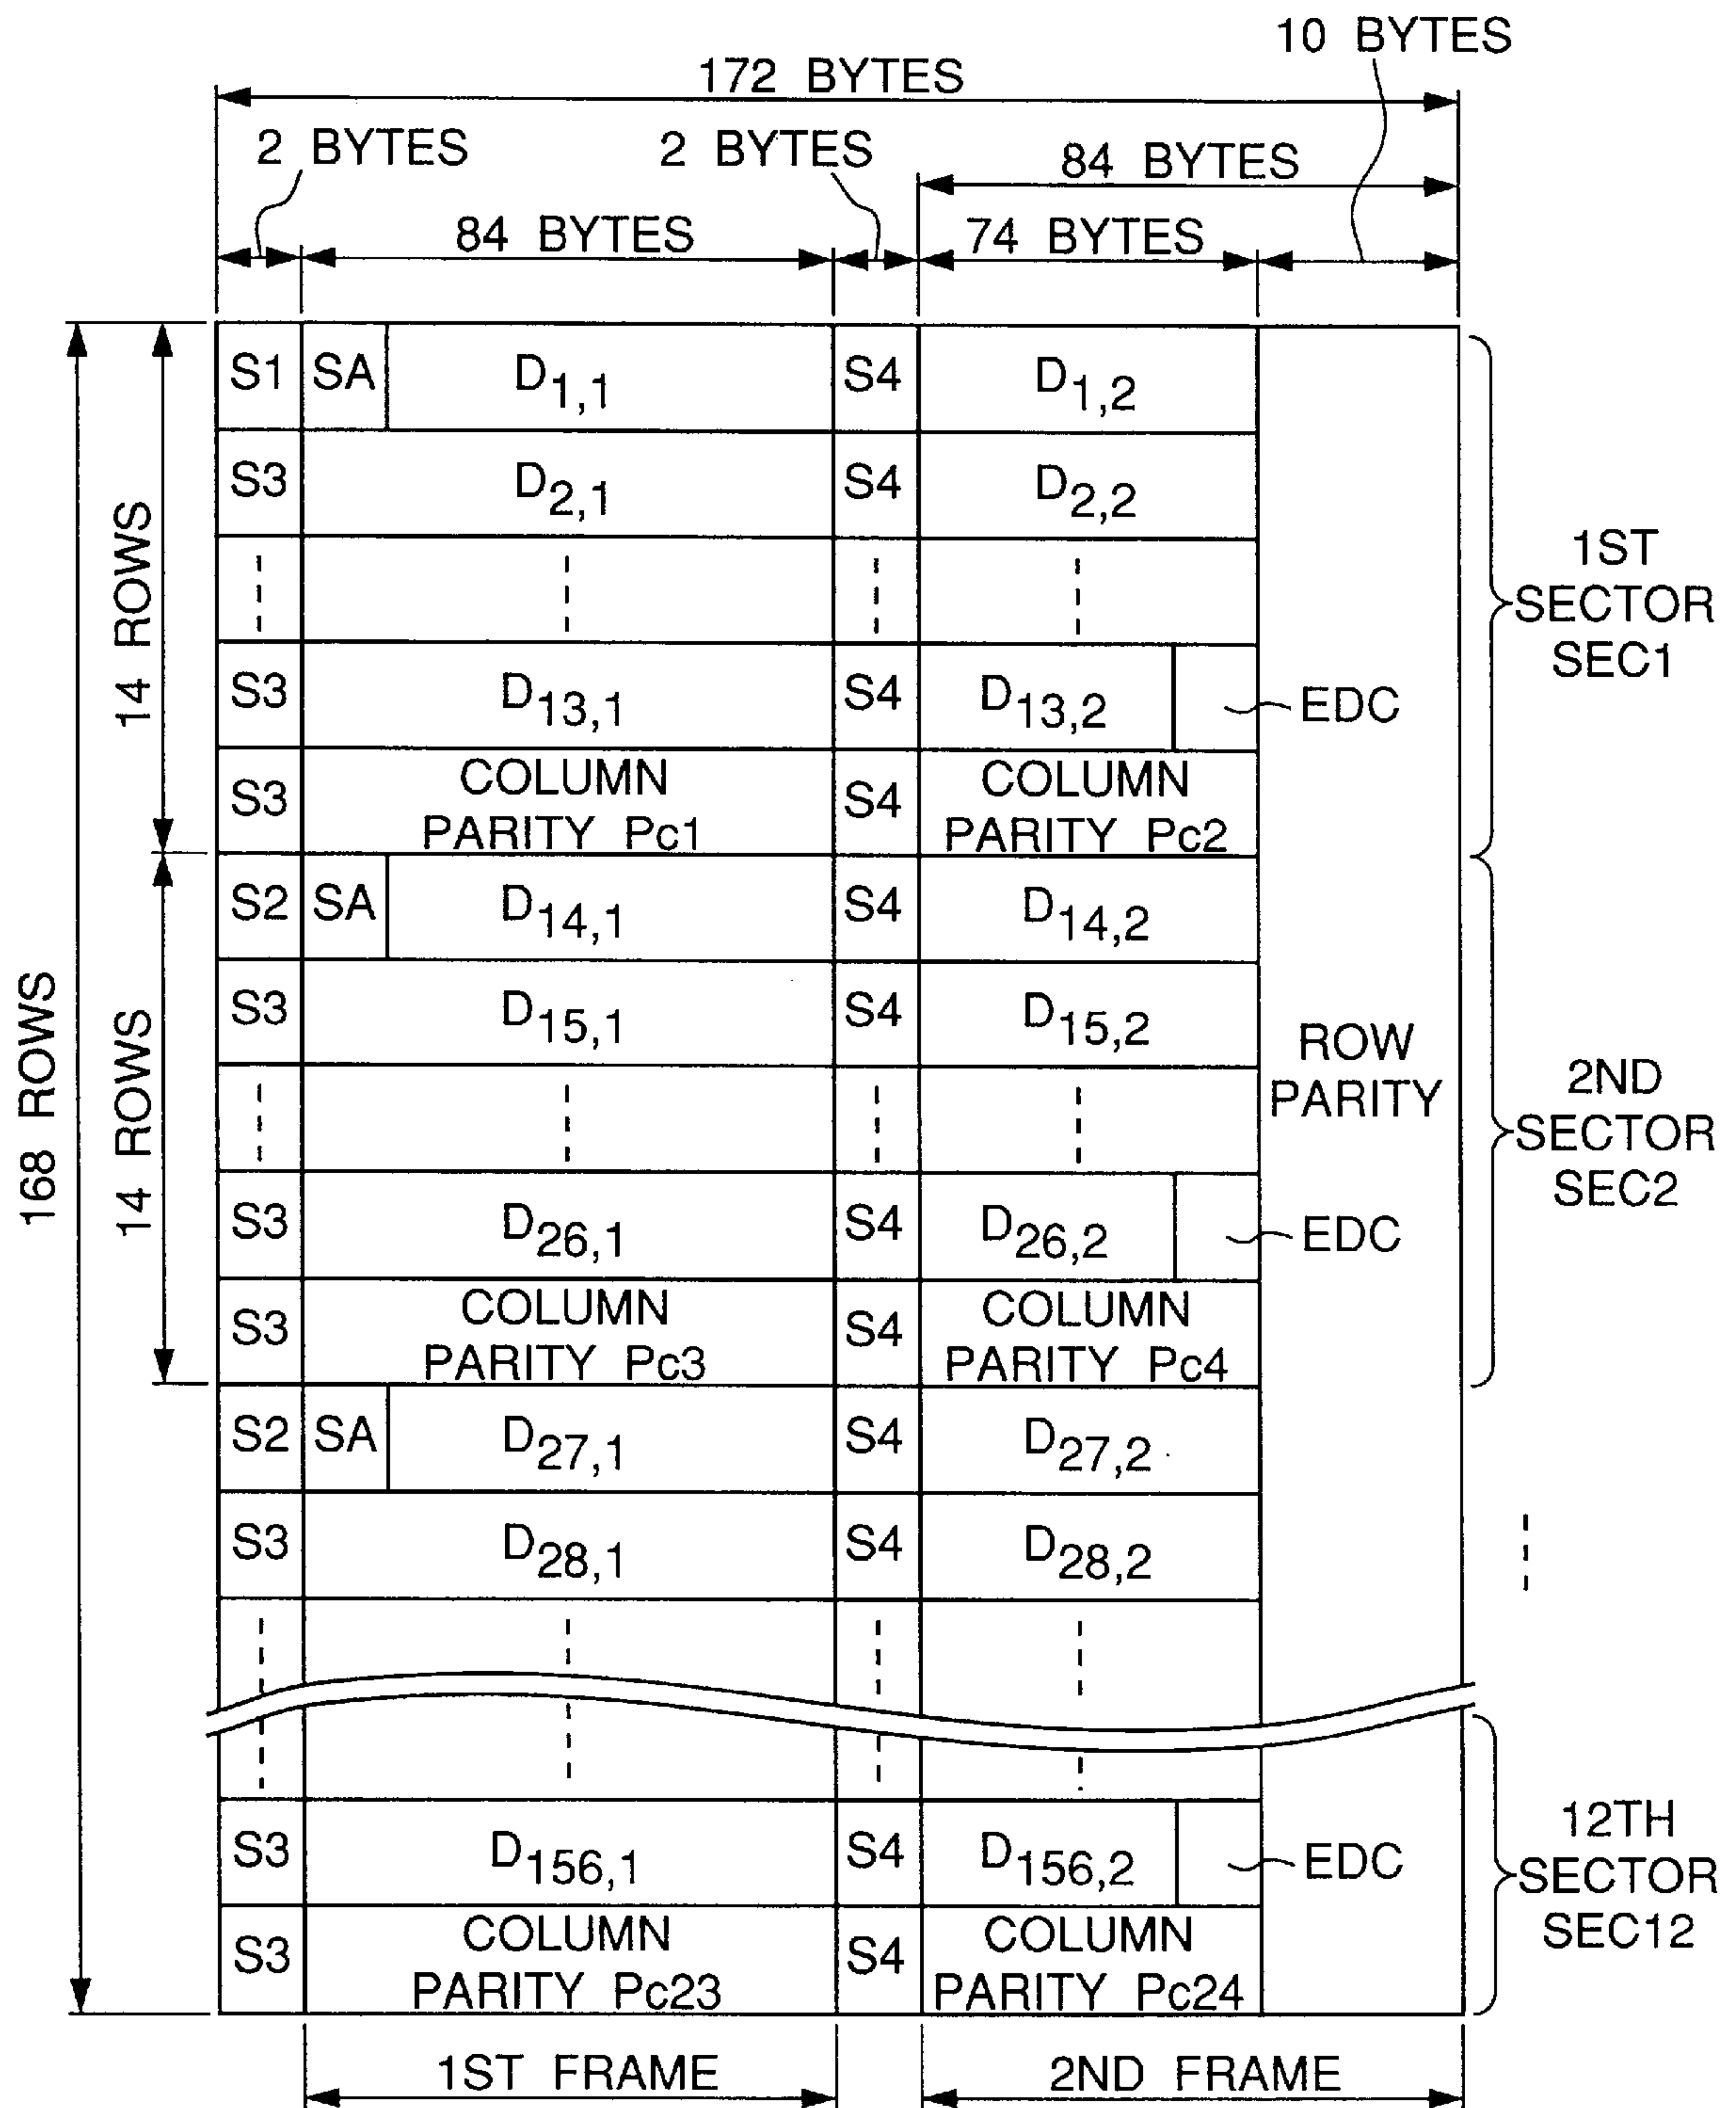 10 BYTES
172 BYTES
2 BYTES 2 BYTES
84 BYTES
84 BYTES 74 BYTES
S1 SA D1,1 S4 D1,2
S3 D2,1 S4 D2,2
14 ROWS
1ST
SECTOR
SEC1
S3 D13,1 S4 D13,2 EDC
S3 COLUMN
PARITY Pc1 S4 COLUMN
PARITY Pc2
S2 SA D14,1 S4 D14,2
S3 D15,1 S4 D15,2
168 ROWS
14 ROWS
ROW
PARITY
2ND
SECTOR
SEC2
S3 D26,1 S4 D26,2 EDC
S3 COLUMN
PARITY Pc3 S4 COLUMN
PARITY Pc4
S2 SA D27,1 S4 D27,2
S3 D28,1 S4 D28,2
S3 D156,1 S4 D156,2 EDC
12TH
SECTOR
SEC12
S3 COLUMN
PARITY Pc23 S4 COLUMN
PARITY Pc24
1ST FRAME 2ND FRAME